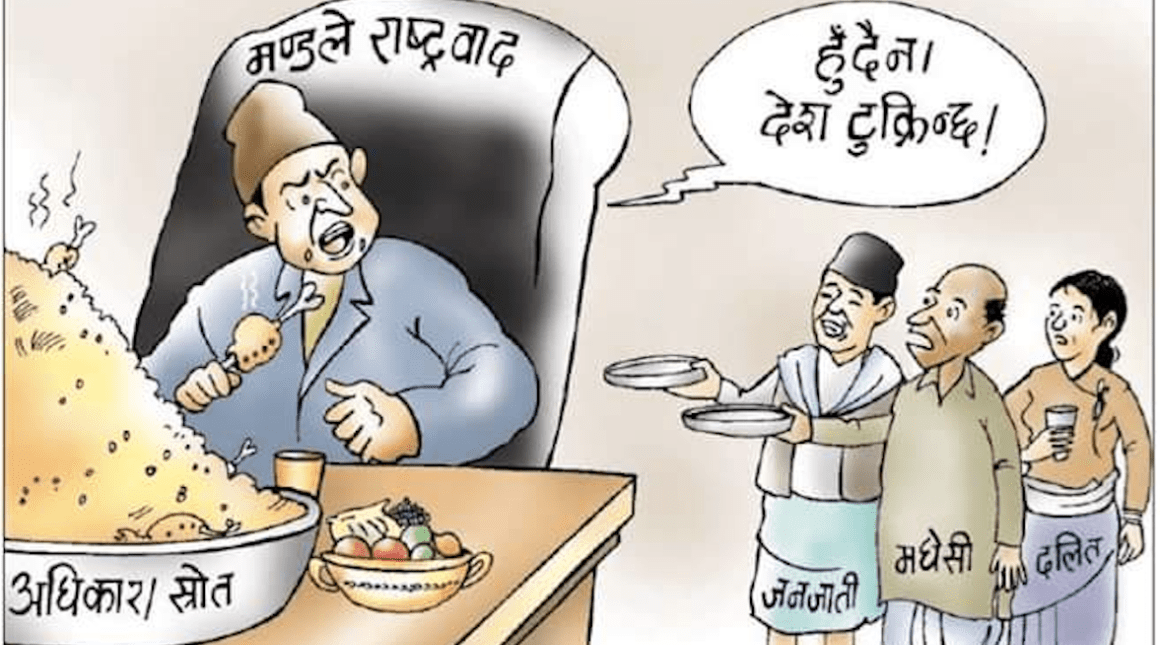 मण्डले राष्ट्रवाद
हुँदैन।
देश टुक्रिन्छ!
अधिकार/ स्रोत
जनजाती
मधेसी
दलित